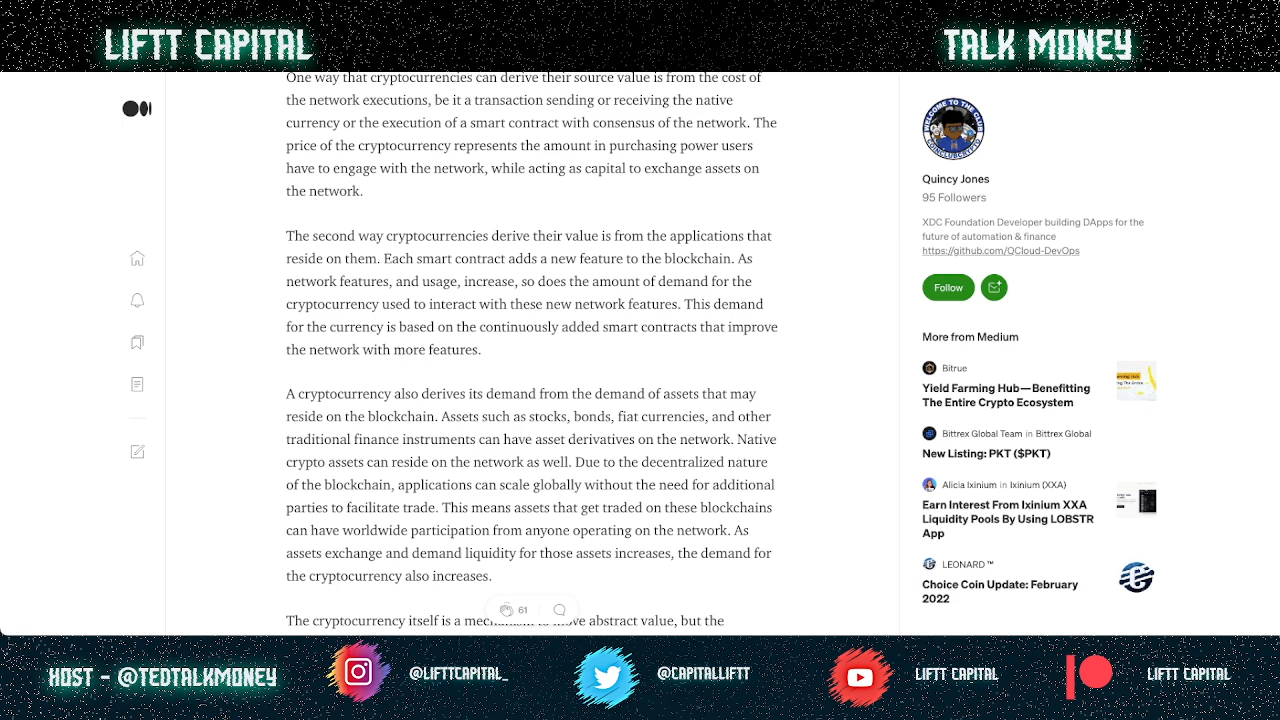 LIFTT CAPITAL
TALK MONEY
One way that cryptocurrencies can derive their source value is from the cost of
the network executions, be it a transaction sending or receiving the native
currency or the execution of a smart contract with consensus of the network. The
price of the cryptocurrency represents the amount in purchasing power users
have to engage with the network, while acting as capital to exchange assets on
the network.
The second way cryptocurrencies derive their value is from the applications that
reside on them. Each smart contract adds a new feature to the blockchain. As
network features, and usage, increase, so does the amount of demand for the
cryptocurrency used to interact with these new network features. This demand
for the currency is based on the continuously added smart contracts that improve
the network with more features.
A cryptocurrency also derives its demand from the demand of assets that may
reside on the blockchain. Assets such as stocks, bonds, fiat currencies, and other
traditional finance instruments can have asset derivatives on the network. Native
crypto assets can reside on the network as well. Due to the decentralized nature
of the blockchain, applications can scale globally without the need for additional
parties to facilitate trade. This means assets that get traded on these blockchains
can have worldwide participation from anyone operating on the network. As
assets exchange and demand liquidity for those assets increases, the demand for
the cryptocurrency also increases.
61
The cryptocurrency itself is a mechanism to move abstract value, but the
WELCOME TO THE CLUB
COINCLUBCRYPTO
Quincy Jones
95 Followers
XDC Foundation Developer building DApps for the
future of automation & finance
https://github.com/QCloud-DevOps
Follow
More from Medium
Bitrue
Yield Farming Hub—Benefitting
The Entire Crypto Ecosystem
Bittrex Global Team in Bittrex Global
New Listing: PKT ($PKT)
Alicia Ixinium in Ixinium (XXA)
Earn Interest From Ixinium XXA
Liquidity Pools By Using LOBSTR
App
LEONARD ™
Choice Coin Update: February
2022
HOST - @TEDTALKMONEY
@LIFTTCAPITAL_
@CAPITALLIFTT
LIFTT CAPITAL
LIFTT CAPITAL